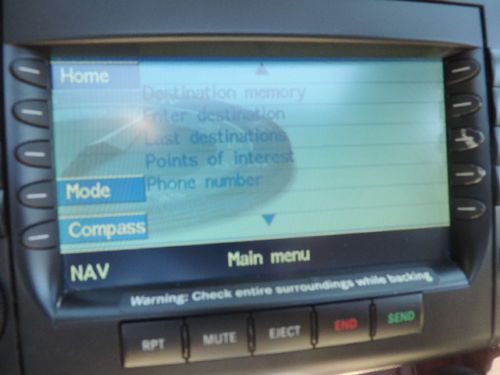 Home
Destination memory
Enter destination
Last destinations
Points of interest
Mode
Phone number
Compass
NAV
Main menu
Warning: Check entire surroundings while backing
RPT
MUTE
EJECT
END
SEND